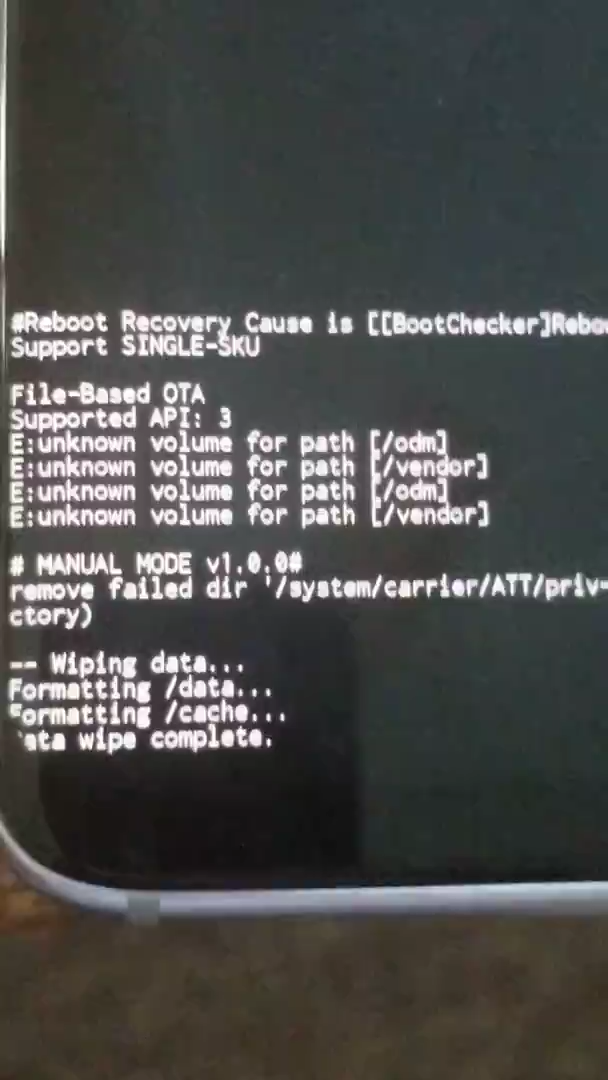 #Reboot Recovery Cause is [[BootChecker]Reboo
Support SINGLE-SKU
File-Based OTA
Supported API: 3
E:unknown volume for path [/odm]
E:unknown volume for path [/vendor]
E:unknown volume for path [/odm]
E:unknown volume for path [/vendor]
# MANUAL MODE v1.0.0#
remove failed dir '/system/carrier/ATT/priv-
ctory)
-- Wiping data...
Formatting /data...
Formatting /cache...
ata wipe complete.